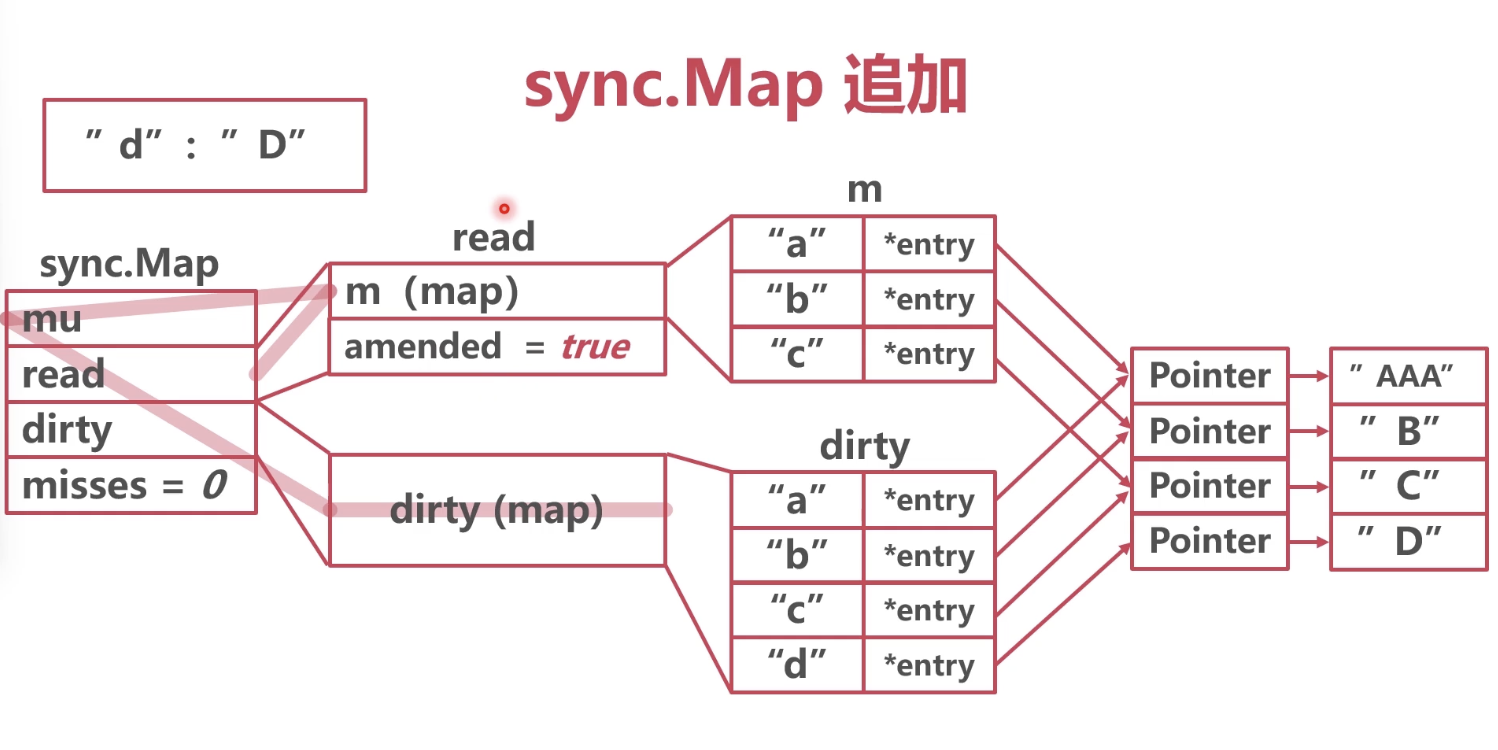 sync.Map 追加
” d” : ” D”
sync.Map
mu
read
dirty
misses = 0
read
m (map)
amended = true
dirty (map)
m
“a” *entry
“b” *entry
“c” *entry
dirty
“a” *entry
“b” *entry
“c” *entry
“d” *entry
Pointer ” AAA”
Pointer ” B”
Pointer ” C”
Pointer ” D”